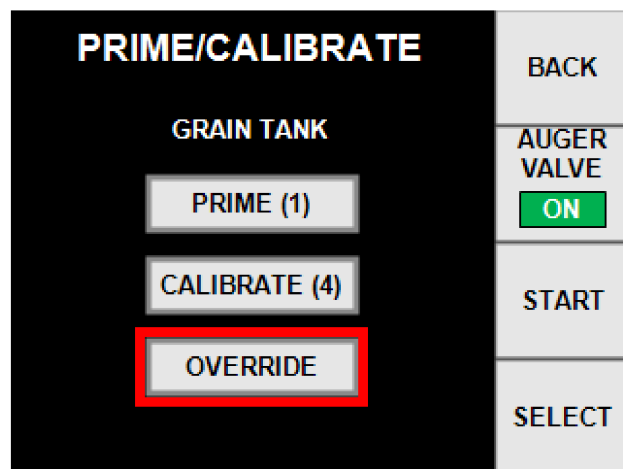 PRIME/CALIBRATE
GRAIN TANK
PRIME (1)
CALIBRATE (4)
OVERRIDE
BACK
AUGER
VALVE
ON
START
SELECT